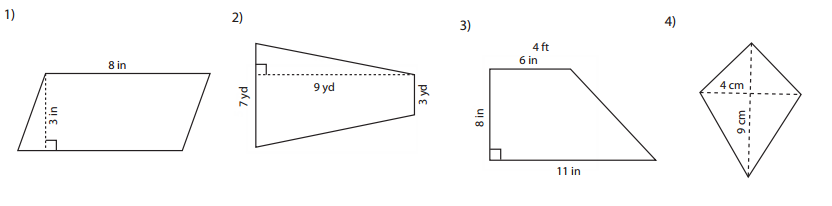 1)
8 in
3 in
2)
7 yd
9 yd
3 yd
3)
4 ft
6 in
8 in
11 in
4)
4 cm
9 cm